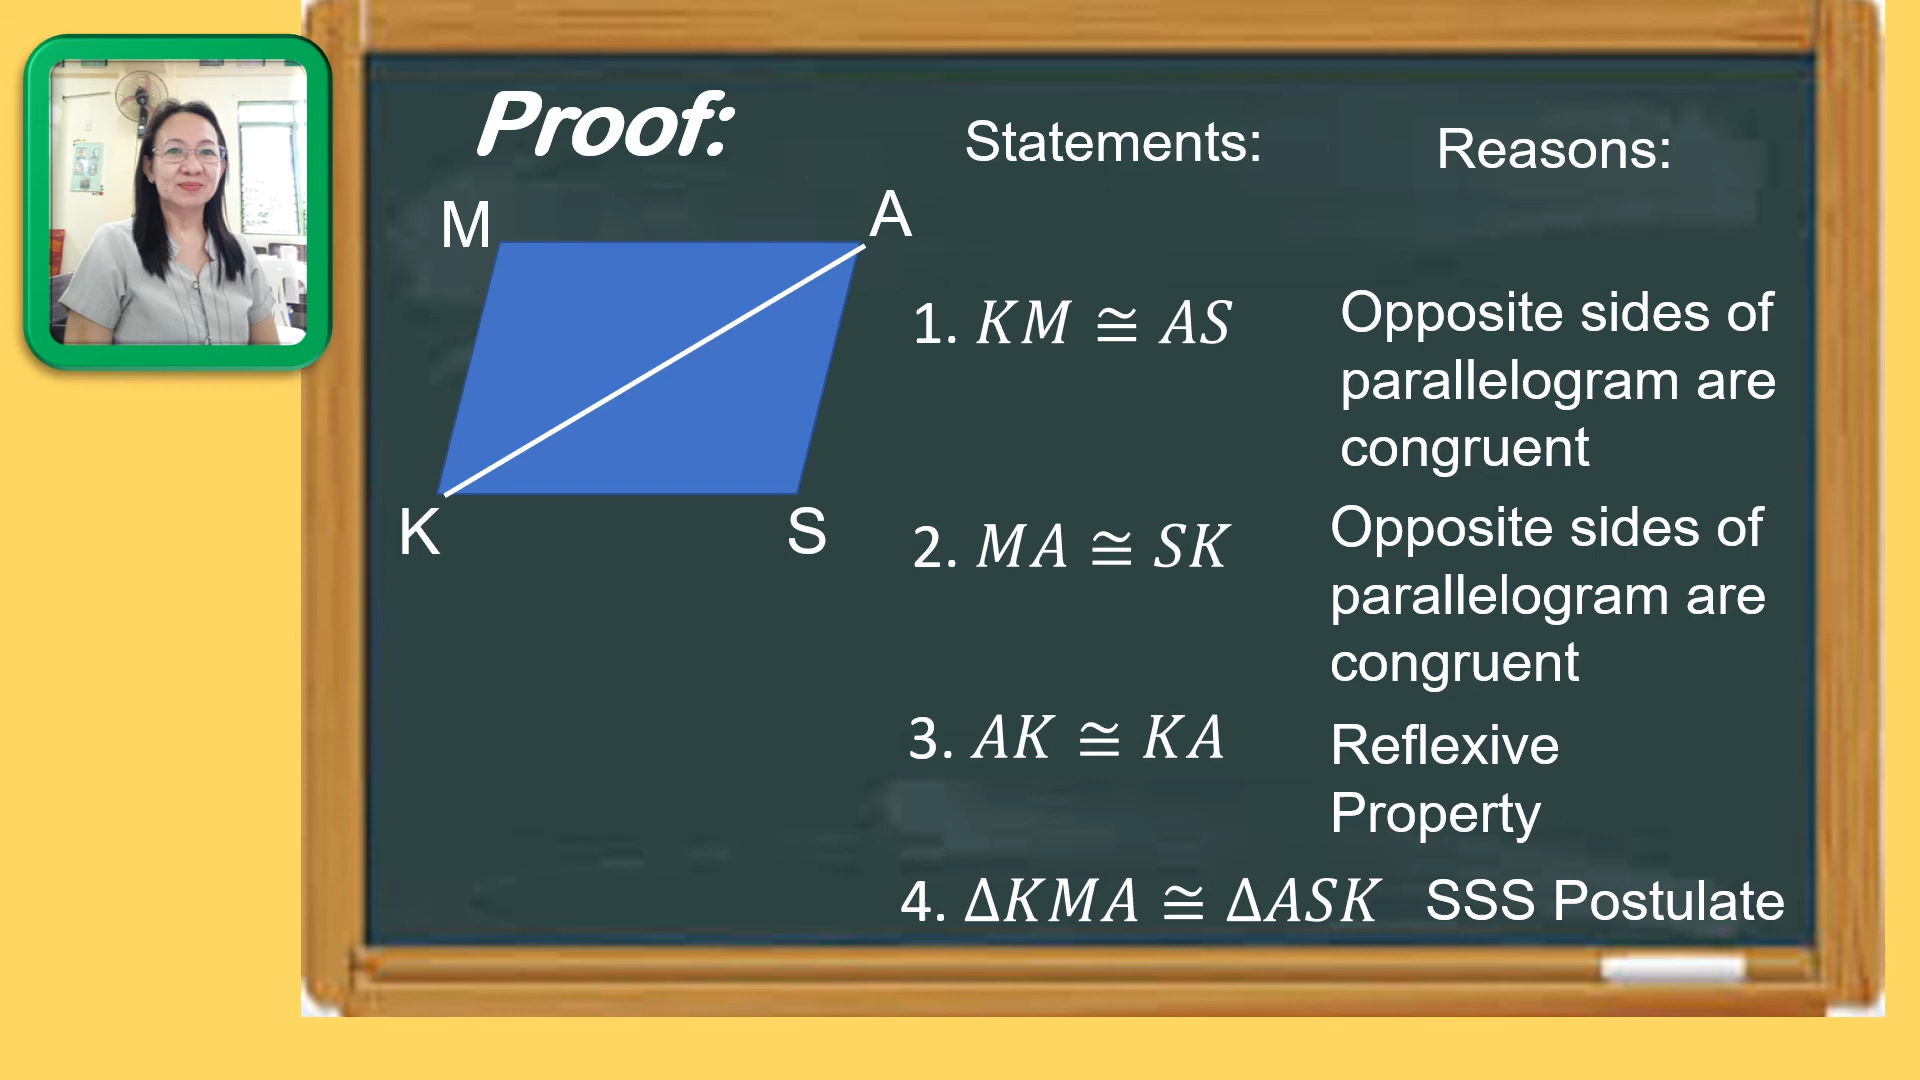 Proof:
Statements:
Reasons:
M
A
K
S
1. KM ≅ AS
Opposite sides of
parallelogram are
congruent
2. MA ≅ SK
Opposite sides of
parallelogram are
congruent
3. AK ≅ KA
Reflexive
Property
4. ΔKMA ≅ ΔASK
SSS Postulate